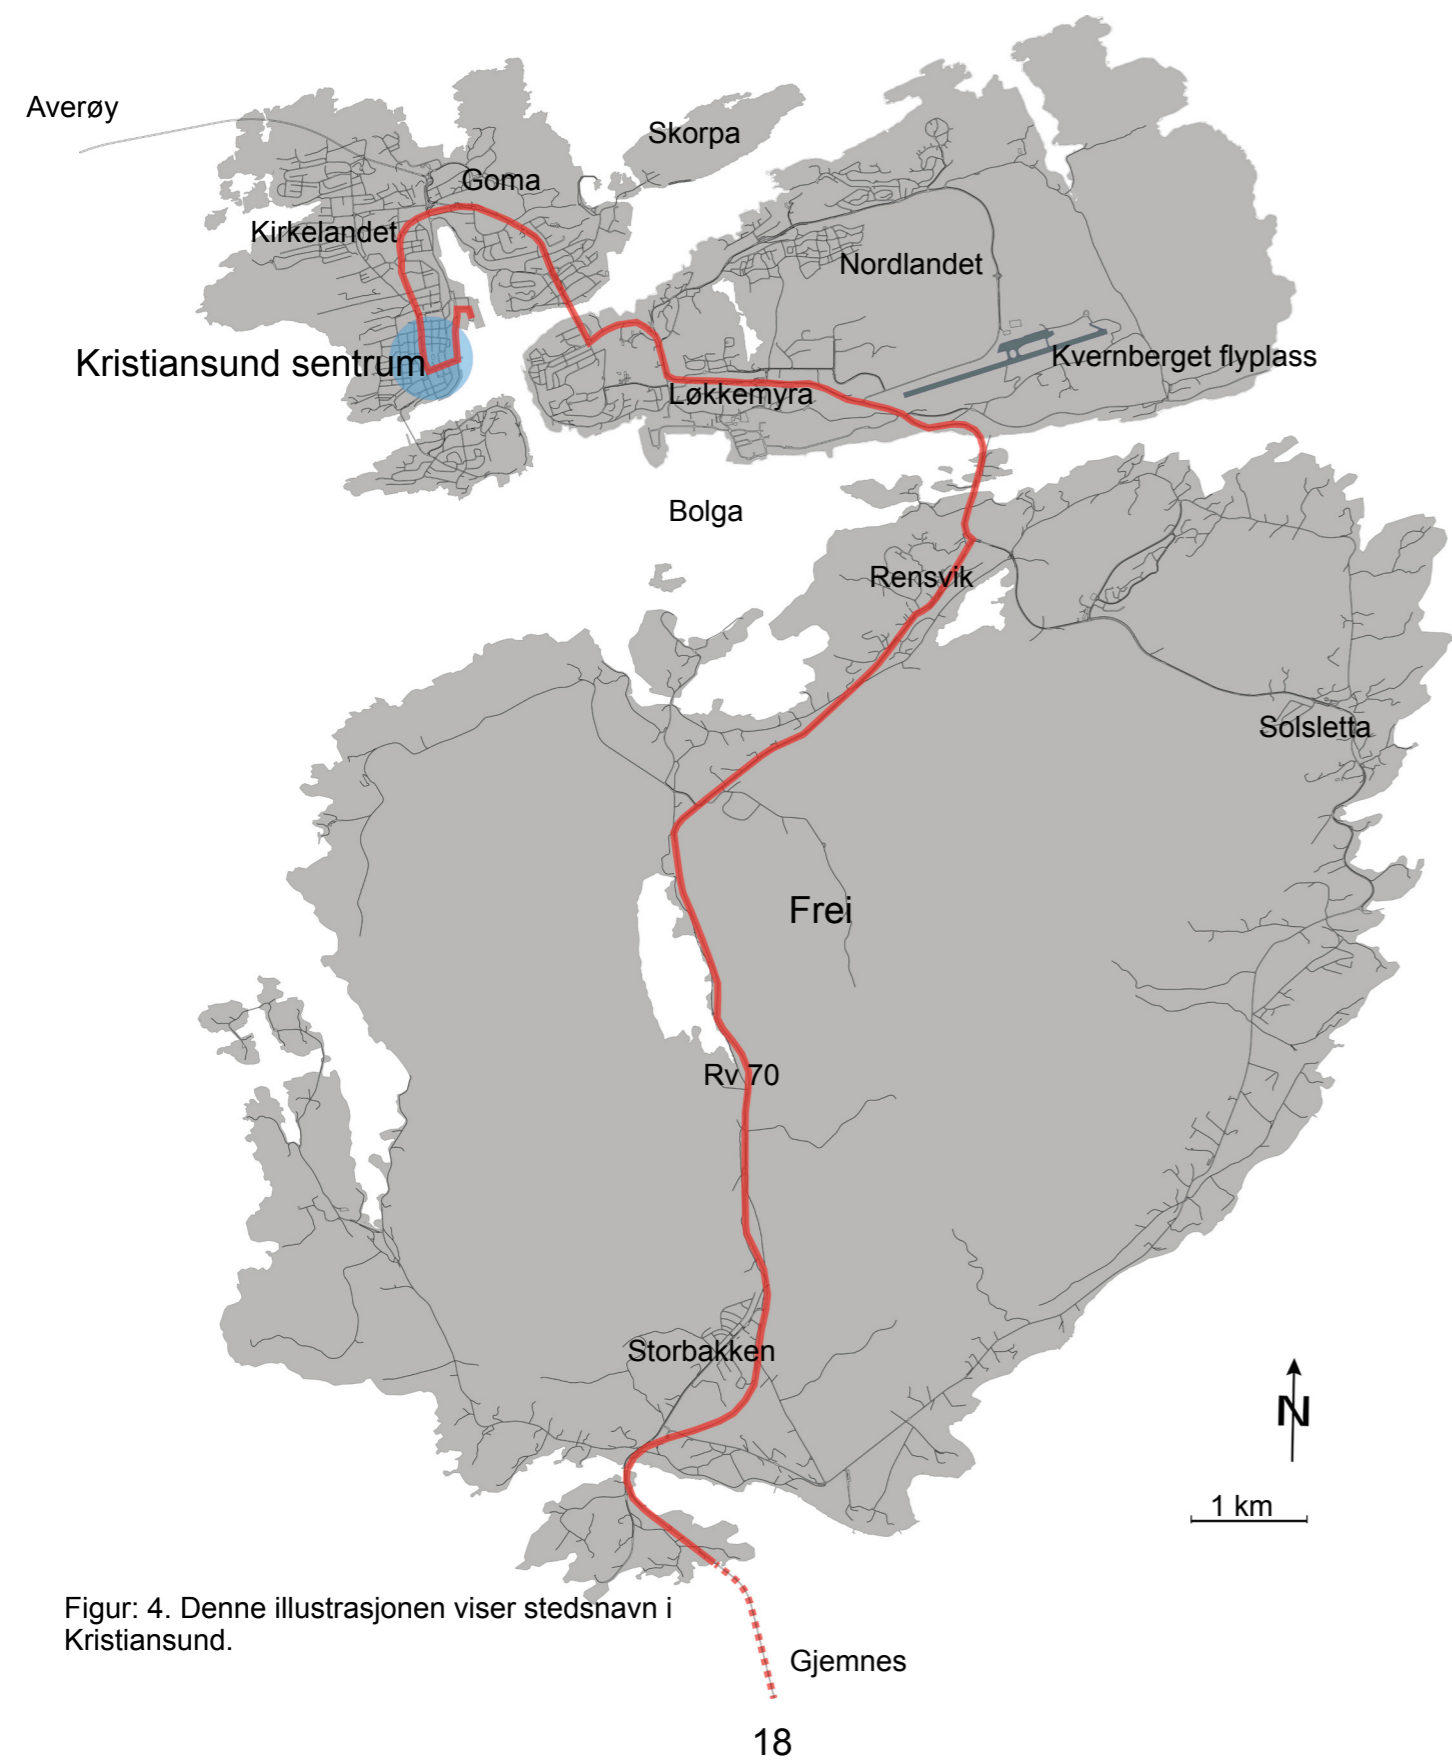 Averøy
Skorpa
Goma
Kirkelandet
Nordlandet
Kristiansund sentrum
Kvernberget flyplass
Løkkemyra
Bolga
Rensvik
Solsletta
Frei
Rv 70
Storbakken
N
1 km
Figur: 4. Denne illustrasjonen viser stedsnavn i
Kristiansund.
Gjemnes
18